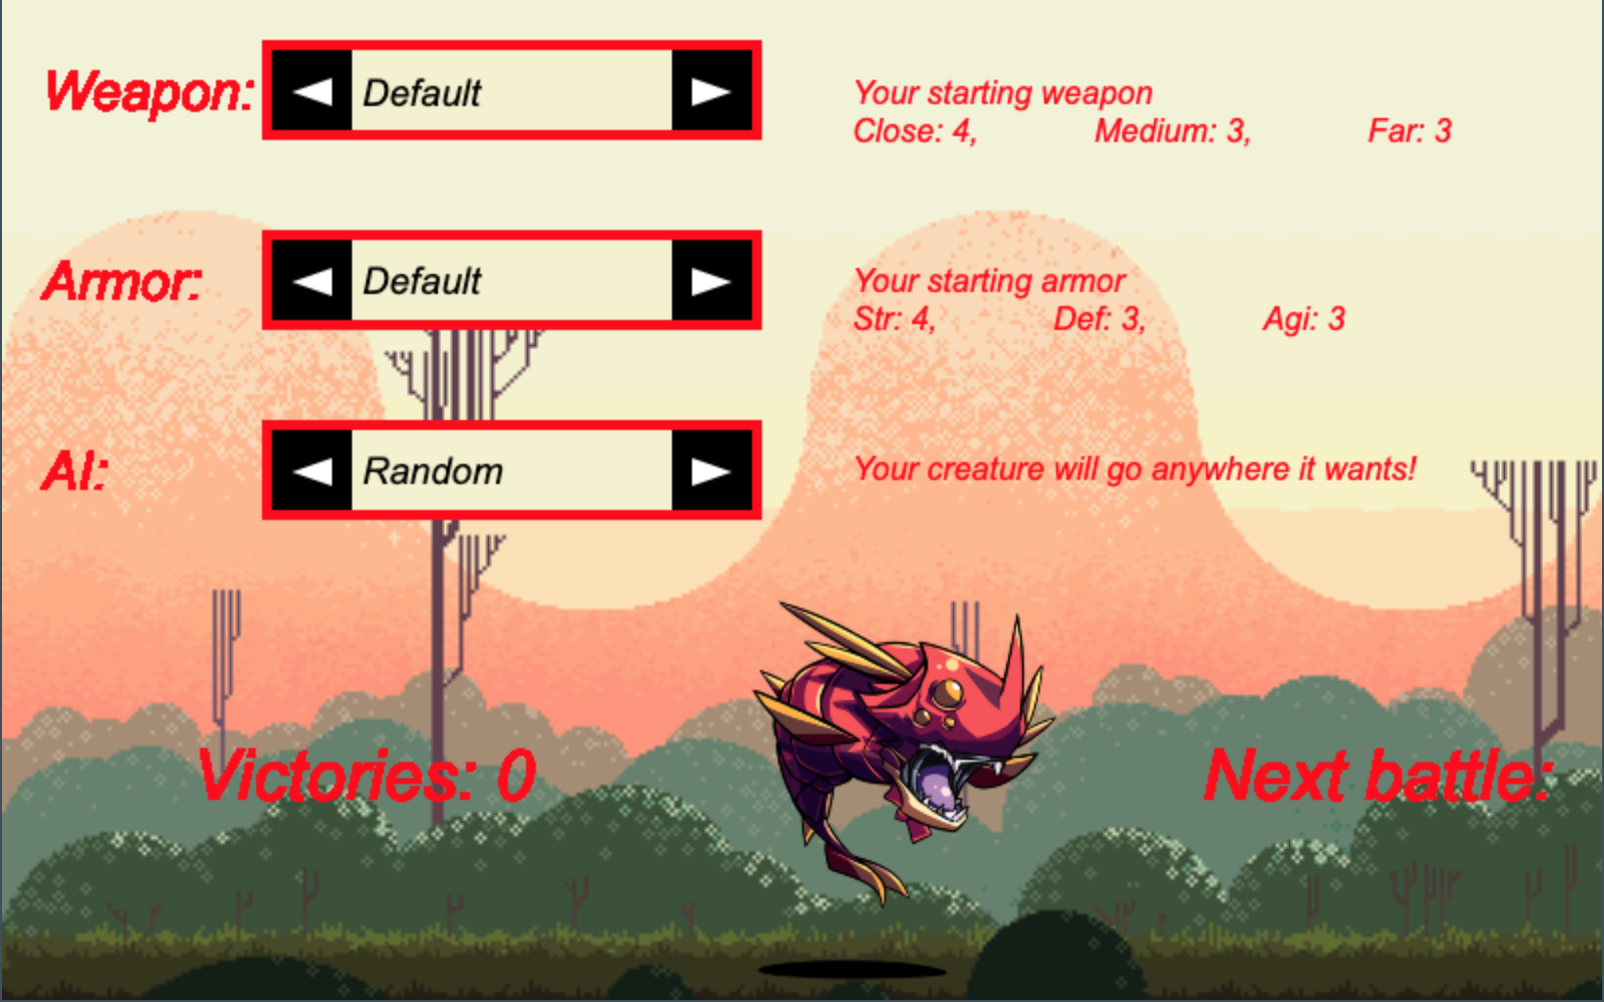 Weapon:
Default
Your starting weapon
Close: 4, Medium: 3, Far: 3
Armor:
Default
Your starting armor
Str: 4, Def: 3, Agi: 3
AI:
Random
Your creature will go anywhere it wants!
Victories: 0
Next battle: